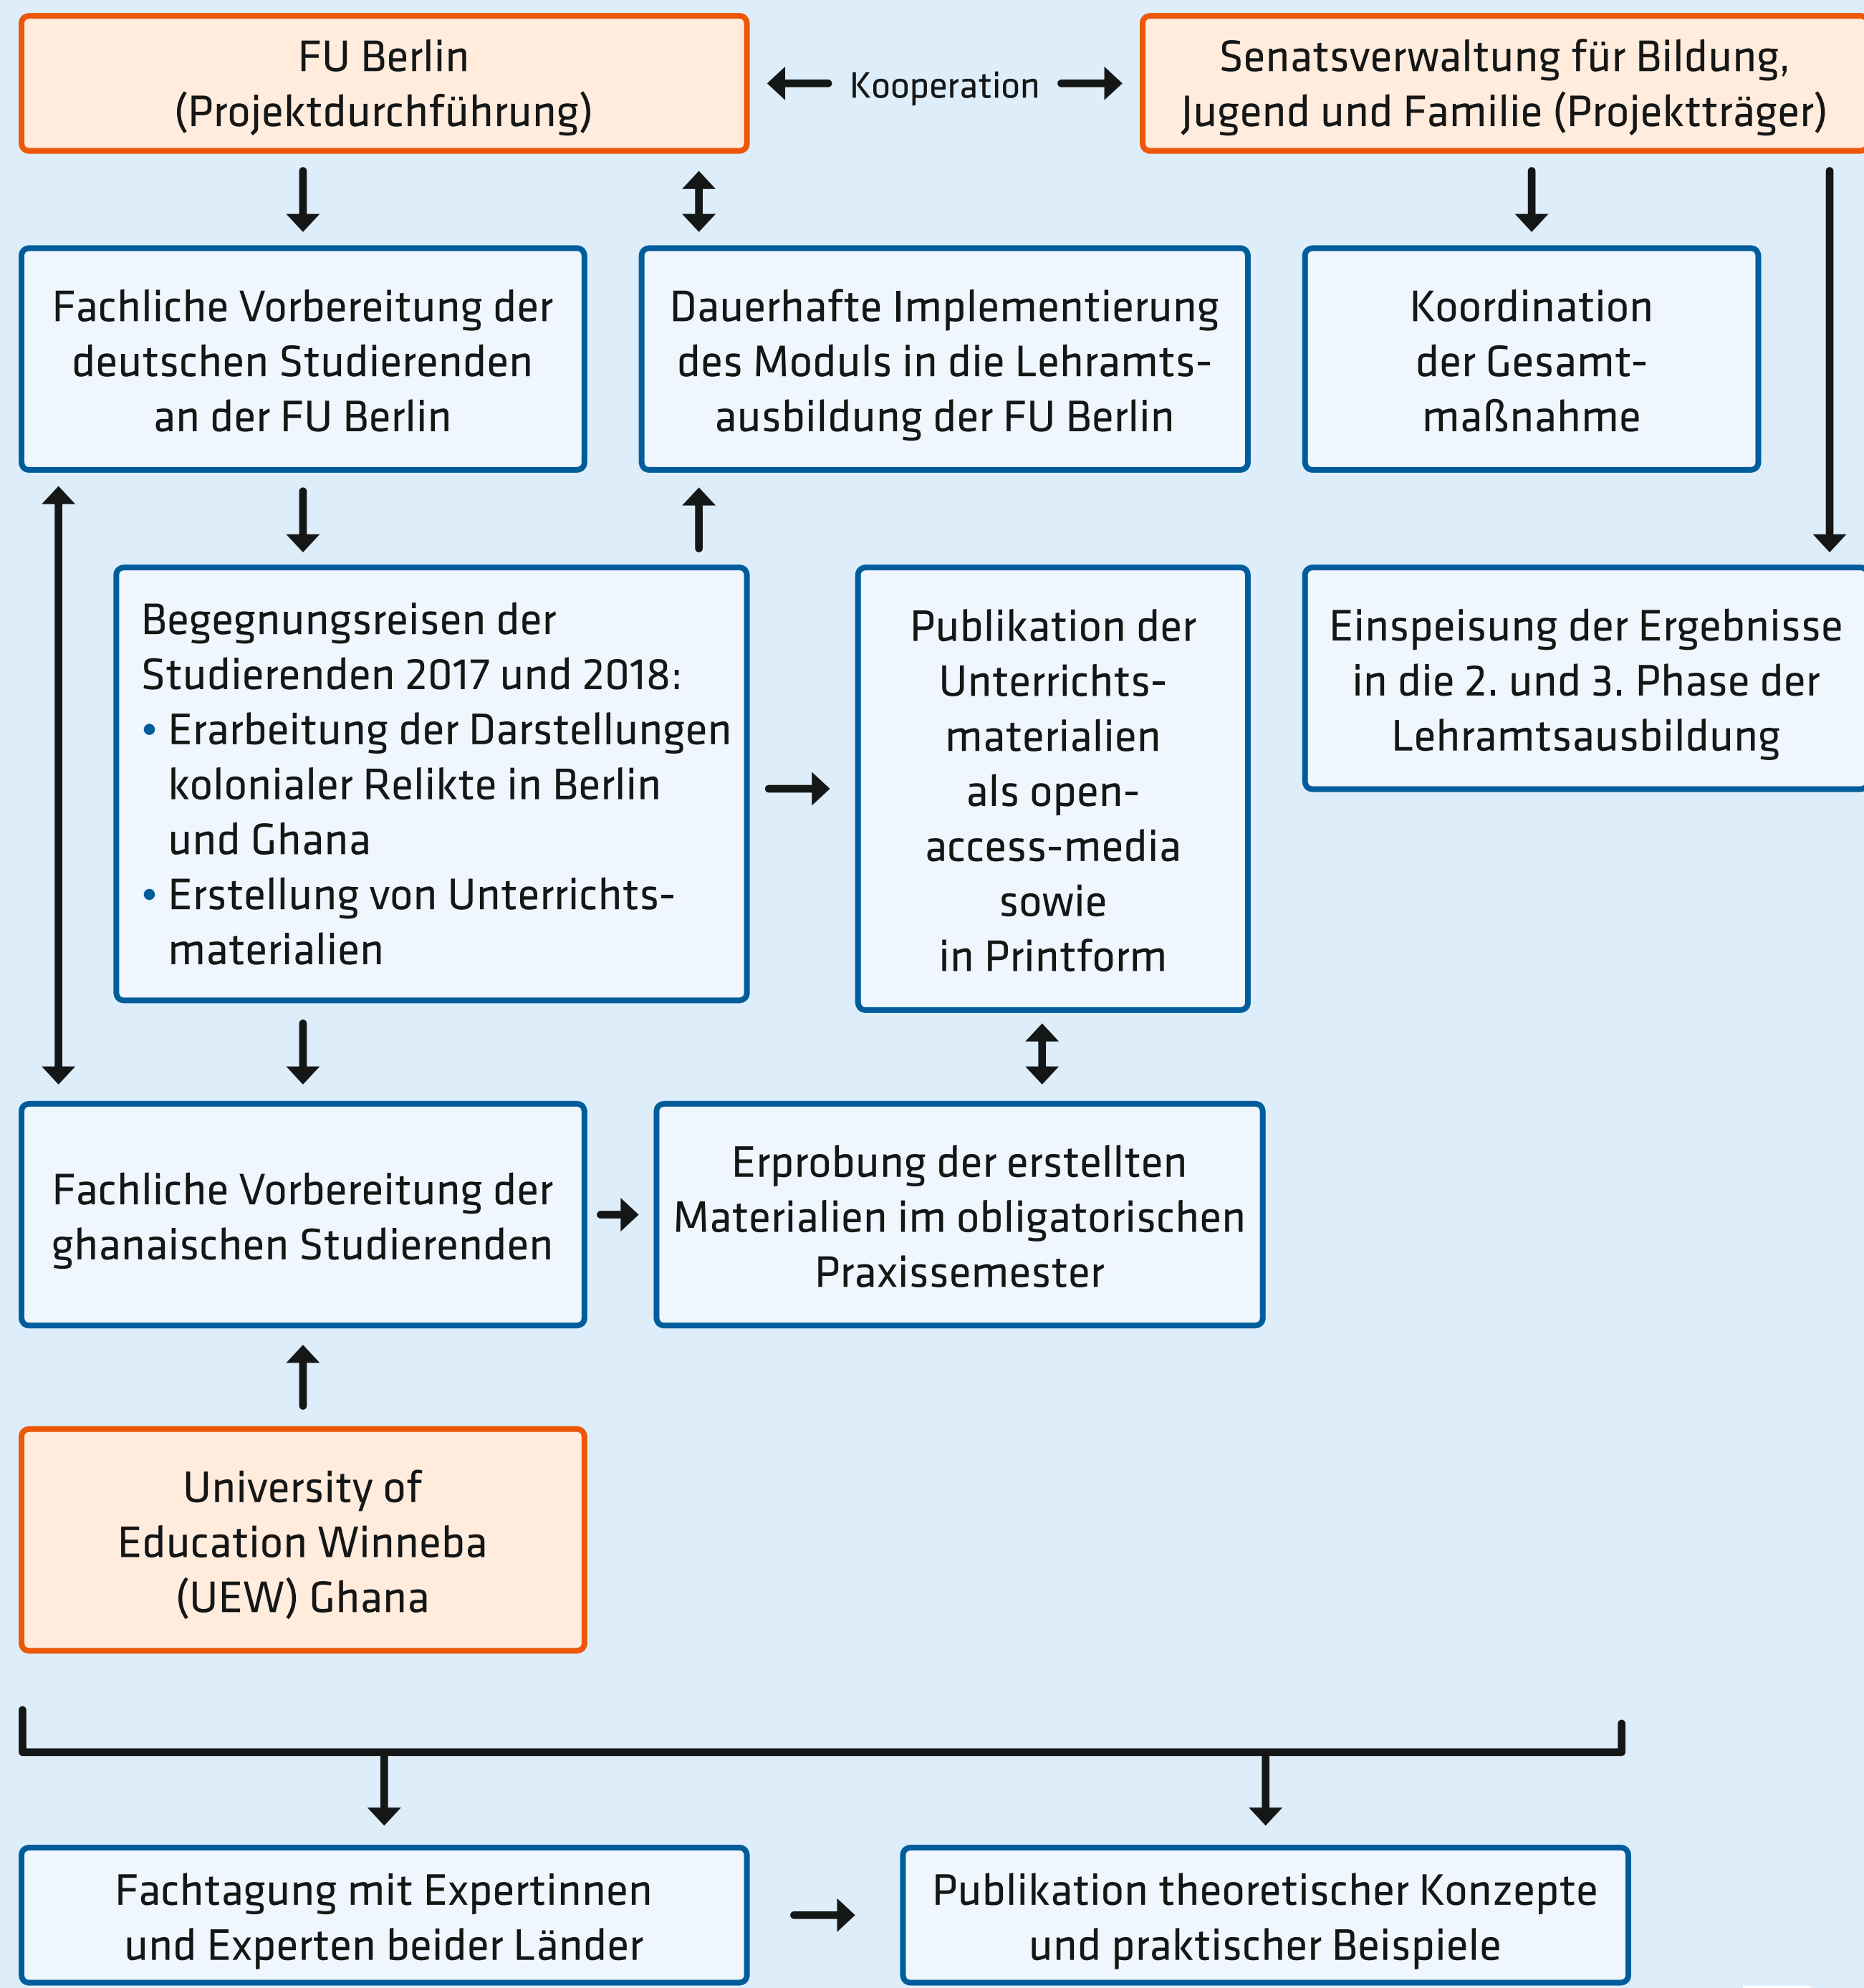 FU Berlin
(Projektdurchführung)
Kooperation
Senatsverwaltung für Bildung,
Jugend und Familie (Projektträger)
Fachliche Vorbereitung der
deutschen Studierenden
an der FU Berlin
Dauerhafte Implementierung
des Moduls in die Lehramts-
ausbildung der FU Berlin
Koordination
der Gesamt-
maßnahme
Begegnungsreisen der
Studierenden 2017 und 2018:
• Erarbeitung der Darstellungen
kolonialer Relikte in Berlin
und Ghana
• Erstellung von Unterrichts-
materialien
Publikation der
Unterrichts-
materialien
als open-
access-media
sowie
in Printform
Einspeisung der Ergebnisse
in die 2. und 3. Phase der
Lehramtsausbildung
Fachliche Vorbereitung der
ghanaischen Studierenden
Erprobung der erstellten
Materialien im obligatorischen
Praxissemester
University of
Education Winneba
(UEW) Ghana
Fachtagung mit Expertinnen
und Experten beider Länder
Publikation theoretischer Konzepte
und praktischer Beispiele